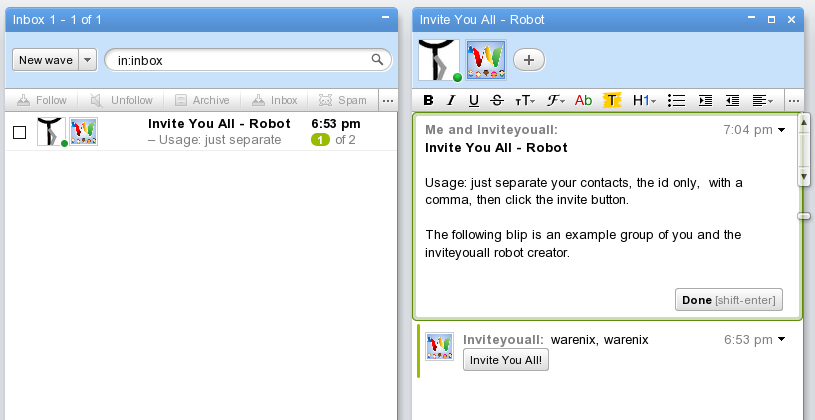 Inbox 1 - 1 of 1
New wave
in:inbox
Follow Unfollow Archive Inbox Spam ...
Invite You All - Robot 6:53 pm
– Usage: just separate 1 of 2
Invite You All - Robot
B I U S тT F Ab T H1 ...
Me and Inviteyouall: 7:04 pm
Invite You All - Robot
Usage: just separate your contacts, the id only, with a
comma, then click the invite button.
The following blip is an example group of you and the
inviteyouall robot creator.
Done [shift-enter]
Inviteyouall: warenix, warenix 6:53 pm
Invite You All!